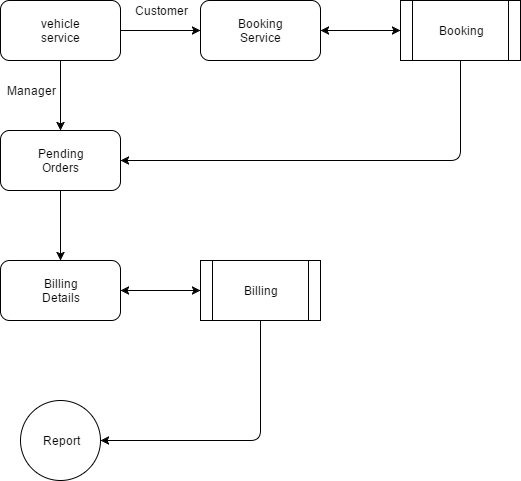 Customer
vehicle
service
Booking
Service
Booking
Manager
Pending
Orders
Billing
Details
Billing
Report